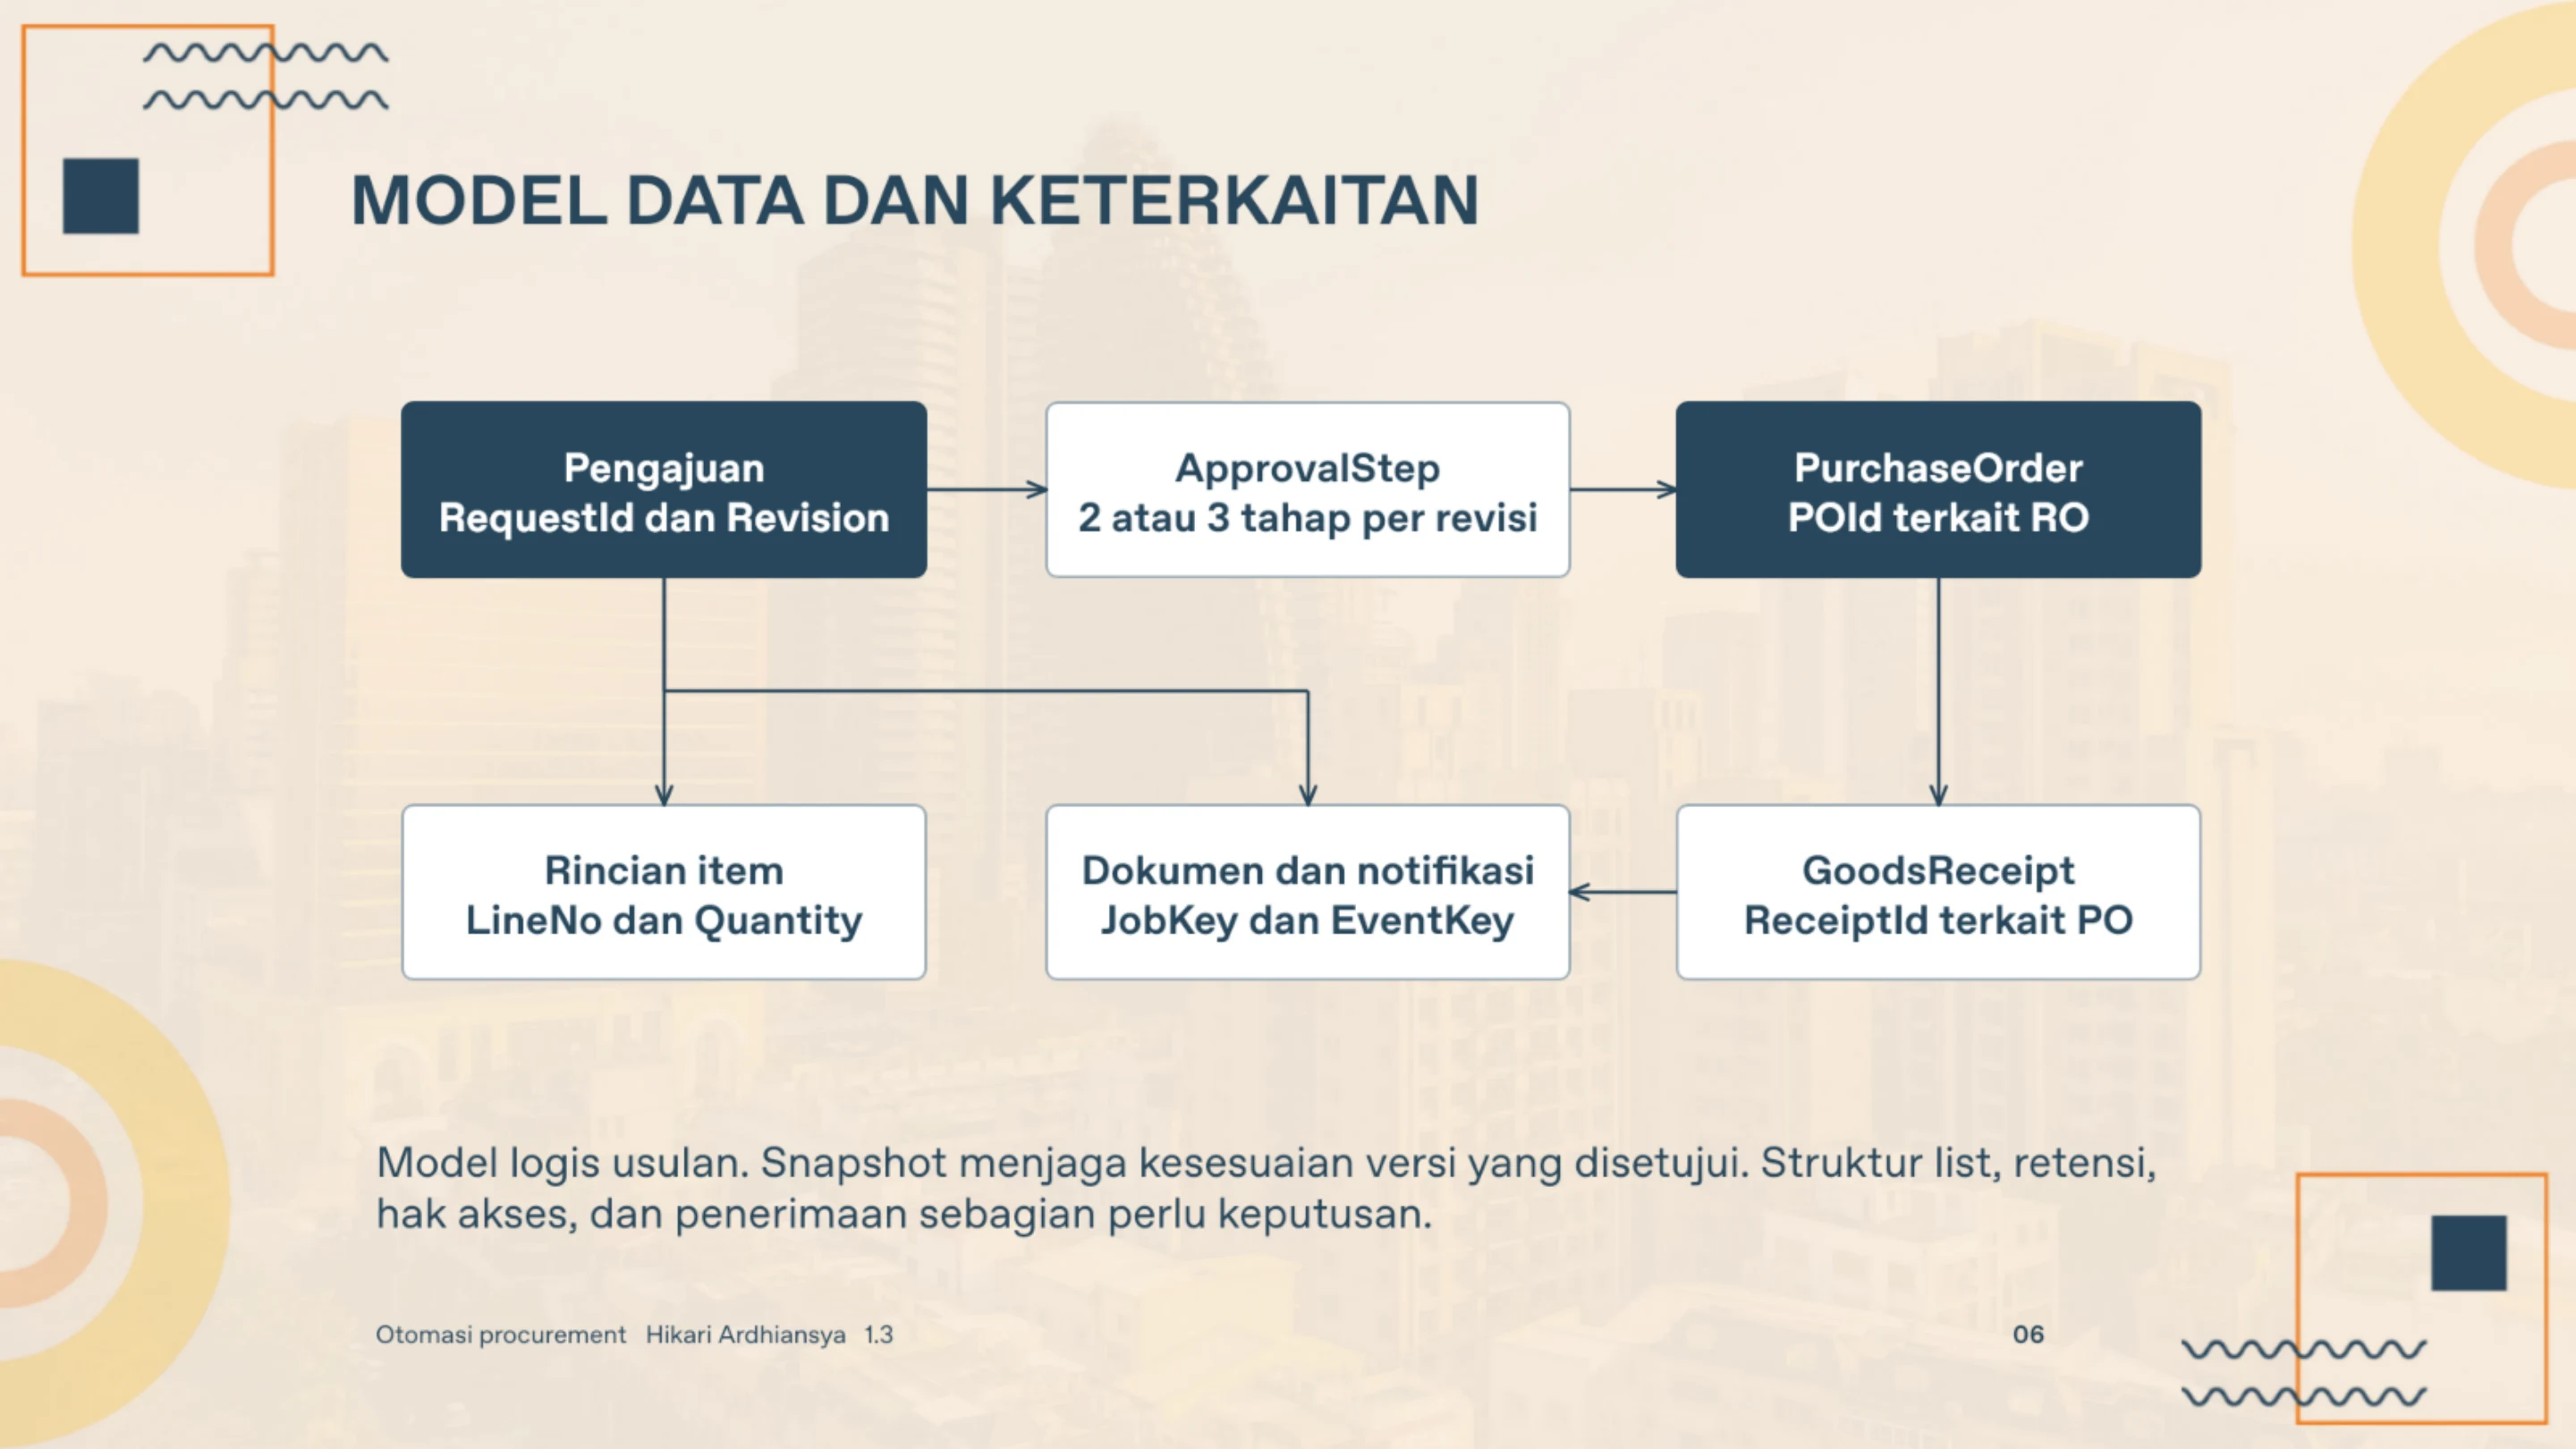 MODEL DATA DAN KETERKAITAN
Pengajuan
RequestId dan Revision
ApprovalStep
2 atau 3 tahap per revisi
PurchaseOrder
POId terkait RO
Rincian item
LineNo dan Quantity
Dokumen dan notifikasi
JobKey dan EventKey
GoodsReceipt
ReceiptId terkait PO
Model logis usulan. Snapshot menjaga kesesuaian versi yang disetujui. Struktur list, retensi,
hak akses, dan penerimaan sebagian perlu keputusan.
Otomasi procurement Hikari Ardhiansya 1.3
06